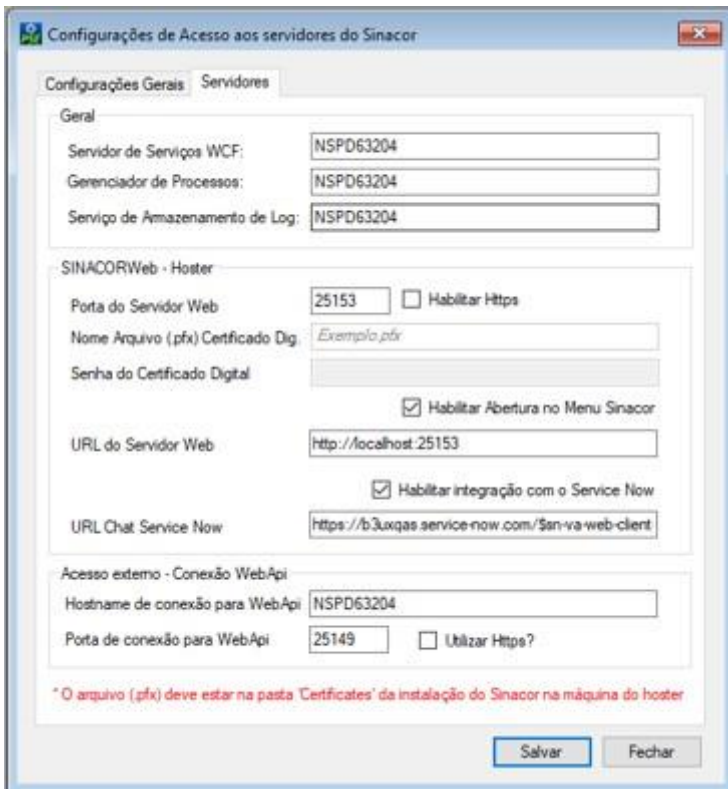 Configurações de Acesso aos servidores do Sinacor
Configurações Gerais Servidores
Geral
Servidor de Serviços WCF: NSPD63204
Gerenciador de Processos: NSPD63204
Serviço de Armazenamento de Log: NSPD63204
SINACORWeb - Hoster
Porta do Servidor Web 25153 Habilitar Https
Nome Arquivo (.pfx) Certificado Dig. Exemplo.pfx
Senha do Certificado Digital
Habilitar Abertura no Menu Sinacor
URL do Servidor Web http://localhost:25153
Habilitar integração com o Service Now
URL Chat Service Now https://b3uxqas.service-now.com/$sn-va-web-client
Acesso externo - Conexão WebApi
Hostname de conexão para WebApi NSPD63204
Porta de conexão para WebApi 25149 Utilizar Https?
* O arquivo (.pfx) deve estar na pasta 'Certificates' da instalação do Sinacor na máquina do hoster
Salvar Fechar